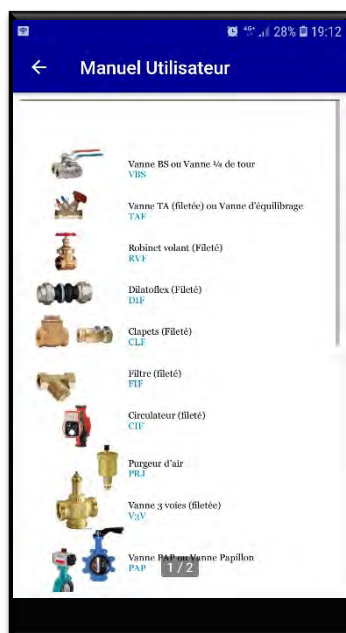 4G+ 28% 19:12
Manuel Utilisateur
Vanne BS ou Vanne ¼ de tour
VBS
Vanne TA (filetée) ou Vanne d'équilibrage
TAF
Robinet volant (Fileté)
RVF
Dilatoflex (Fileté)
DIF
Clapets (Fileté)
CLF
Filtre (fileté)
FIF
Circulateur (fileté)
CIF
Purgeur d'air
PRJ
Vanne 3 voies (filetée)
V3V
Vanne PAP ou Vanne Papillon
PAP
1 / 2